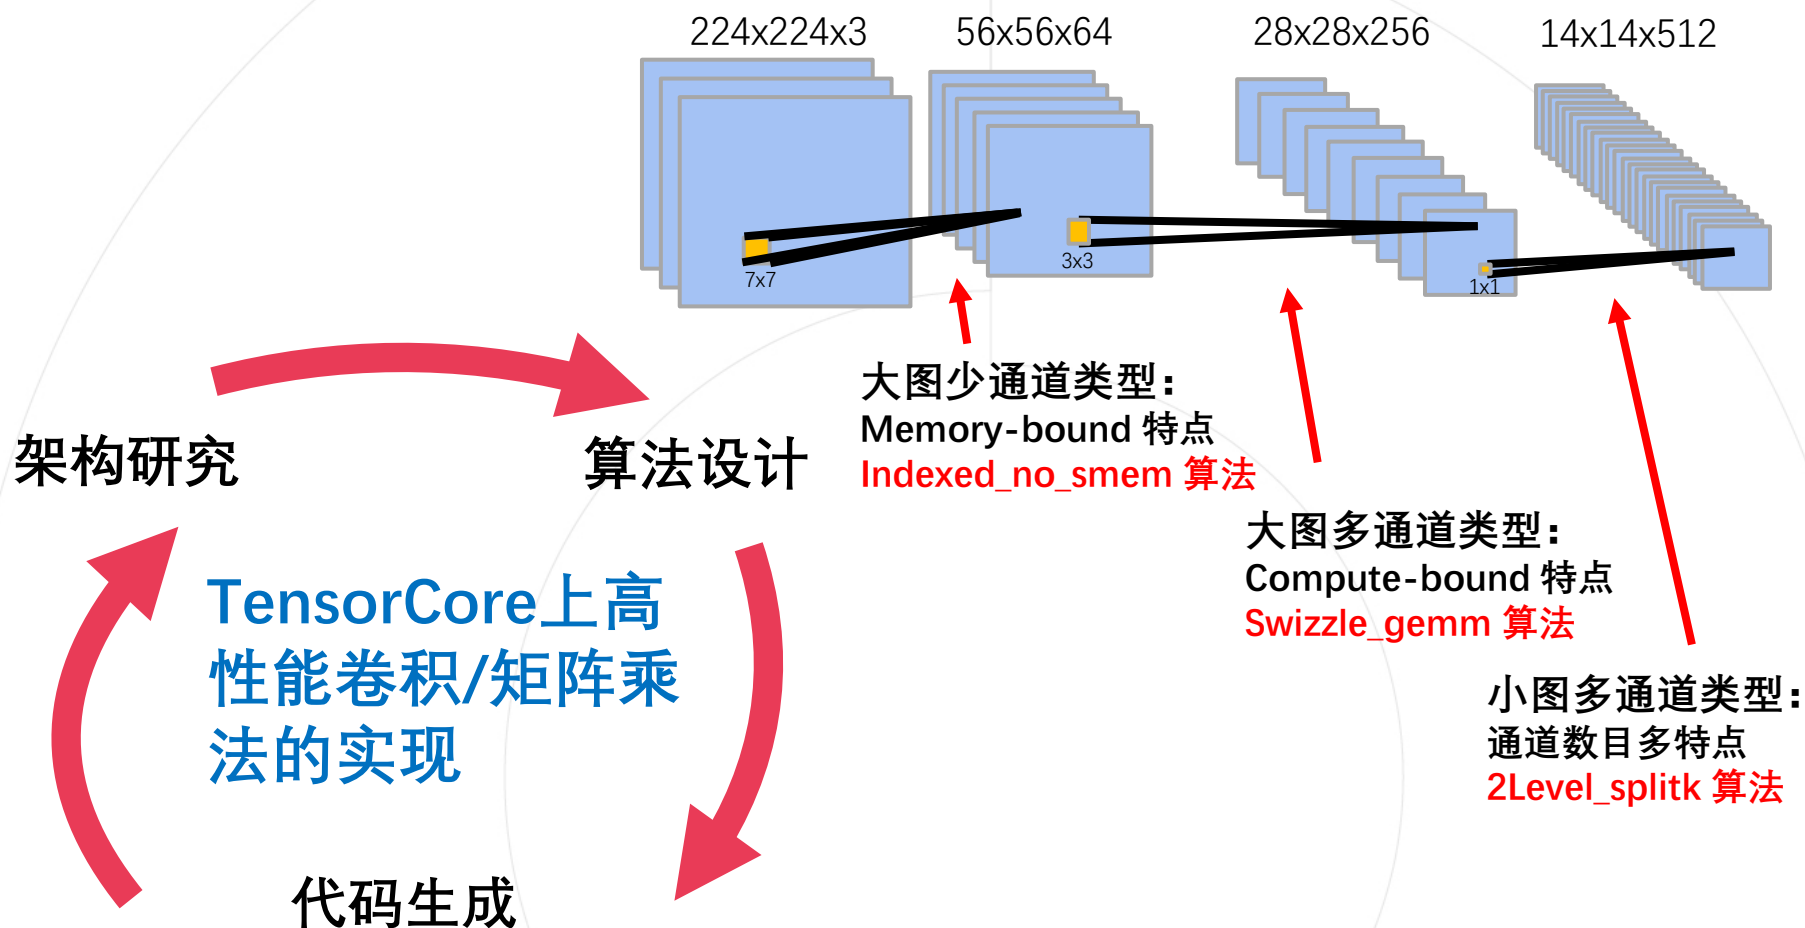 224x224x3
56x56x64
28x28x256
14x14x512
7x7
3x3
1x1
大图少通道类型：
Memory-bound 特点
Indexed_no_smem 算法
大图多通道类型：
Compute-bound 特点
Swizzle_gemm 算法
小图多通道类型：
通道数目多特点
2Level_splitk 算法
架构研究
算法设计
TensorCore上高
性能卷积/矩阵乘
法的实现
代码生成